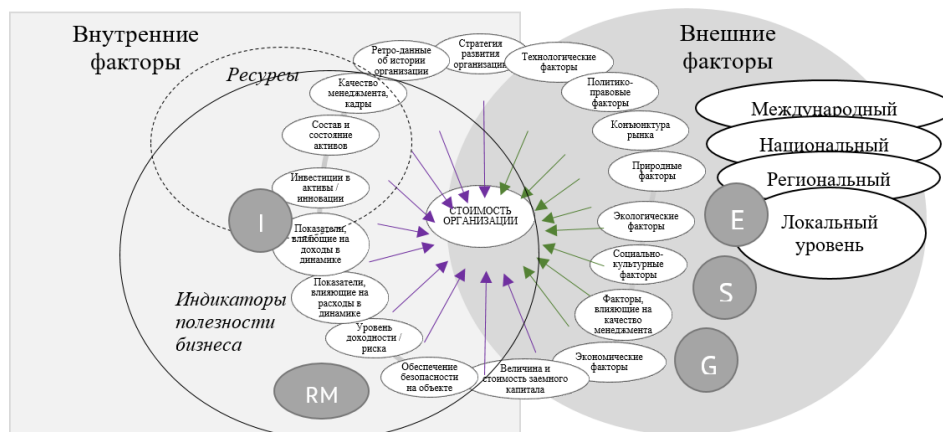 Внутренние
факторы
Внешние
факторы
Ресурсы
Ретро-данные
об истории
организации
Стратегия
развития
организации
Технологические
факторы
Качество
менеджмента,
кадры
Политико-
правовые
факторы
Состав и
состояние
активов
Конъюнктура
рынка
Инвестиции в
активы /
инновации
Природные
факторы
I
Показатели,
влияющие на
доходы в
динамике
СТОИМОСТЬ
ОРГАНИЗАЦИИ
Экологические
факторы
E
Социально-
культурные
факторы
S
Индикаторы
полезности
бизнеса
Показатели,
влияющие на
расходы в
динамике
Факторы,
влияющие на
качество
менеджмента
Уровень
доходности /
риска
Экономические
факторы
G
RM
Обеспечение
безопасности
на объекте
Величина и
стоимость заемного
капитала
Международный
Национальный
Региональный
Локальный
уровень